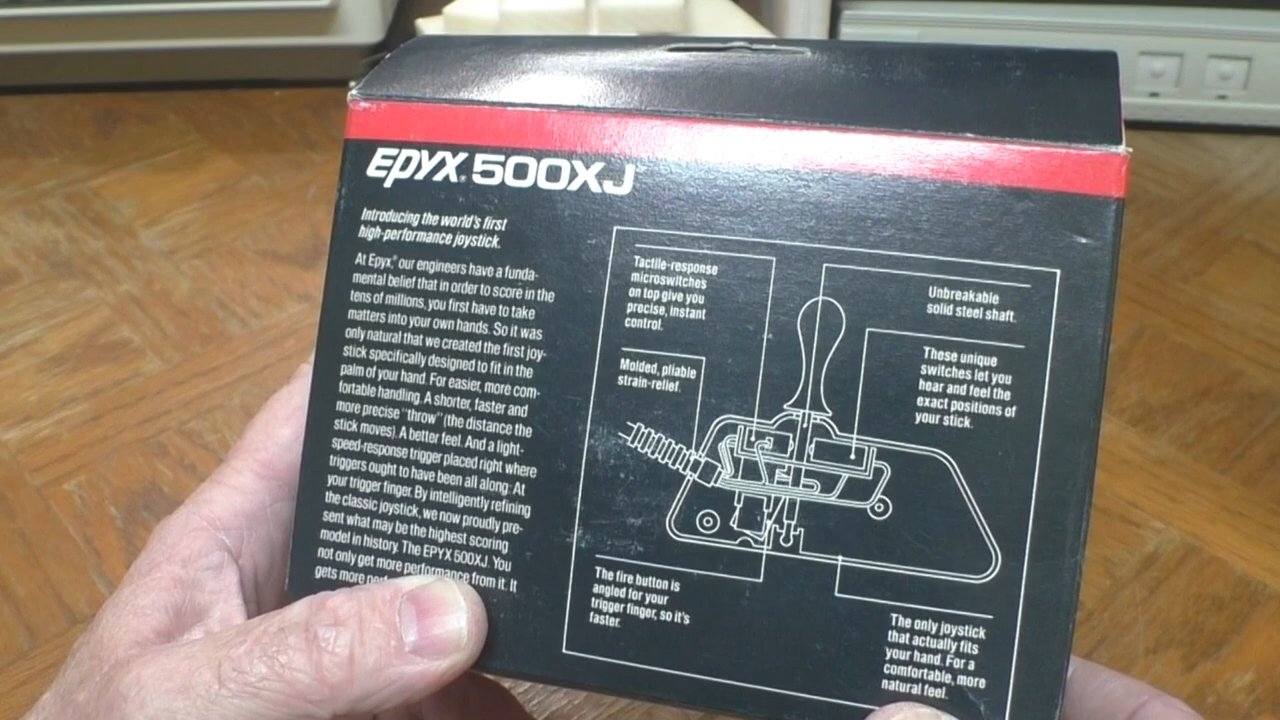 EPYX 500XJ
Introducing the world's first
high-performance joystick.
At Epyx,® our engineers have a funda-
mental belief that in order to score in the
tens of millions, you first have to take
matters into your own hands. So it was
only natural that we created the first joy-
stick specifically designed to fit in the
palm of your hand. For easier, more com-
fortable handling. A shorter, faster and
more precise "throw" (the distance the
stick moves). A better feel. And a light-
speed-response trigger placed right where
triggers ought to have been all along: At
your trigger finger. By intelligently refining
the classic joystick, we now proudly pre-
sent what may be the highest scoring
model in history. The EPYX 500XJ. You
not only get more performance from it. It
gets more
Tactile-response
microswitches
on top give you
precise, instant
control.
Molded, pliable
strain-relief.
Unbreakable
solid steel shaft.
These unique
switches let you
hear and feel the
exact positions of
your stick.
The fire button is
angled for your
trigger finger, so it's
faster.
The only joystick
that actually fits
your hand. For a
comfortable, more
natural feel.